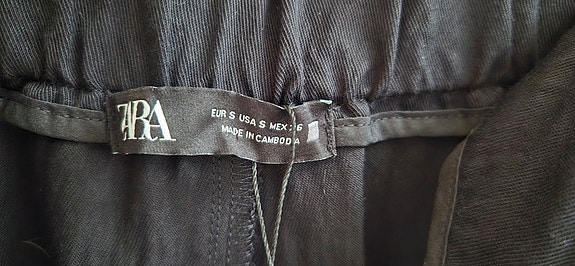 ZARA
EUR S USA S MEX 26
MADE IN CAMBODIA